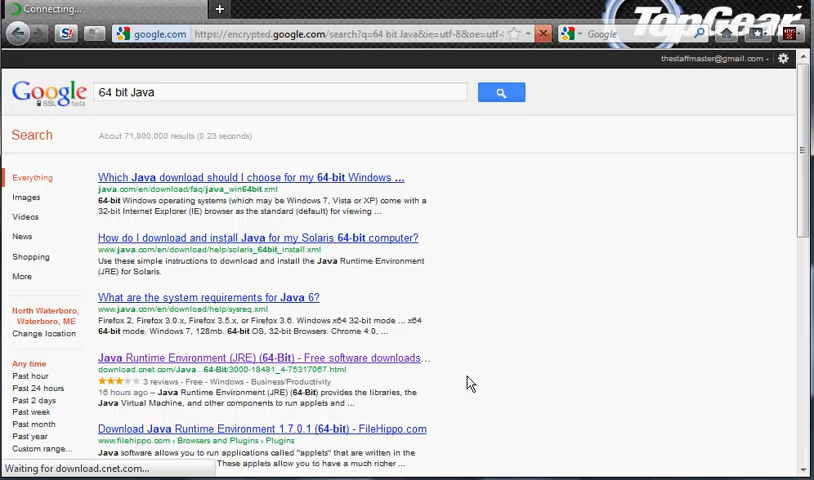 Connecting...
TopGear
google.com
https://encrypted.google.com/search?q=64 bit Java&ie=utf-8&oe=utf-
Google
thestaffmaster@gmail.com
Google
SSL beta
64 bit Java
Search
About 71,800,000 results (0.23 seconds)
Everything
Images
Videos
News
Shopping
More
North Waterboro,
Waterboro, ME
Change location
Any time
Past hour
Past 24 hours
Past 2 days
Past week
Past month
Past year
Custom range...
Which Java download should I choose for my 64-bit Windows ...
java.com/en/download/faq/java_win64bit.xml
64-bit Windows operating systems (which may be Windows 7, Vista or XP) come with a
32-bit Internet Explorer (IE) browser as the standard (default) for viewing ...
How do I download and install Java for my Solaris 64-bit computer?
www.java.com/en/download/help/solaris_64bit_install.xml
Use these simple instructions to download and install the Java Runtime Environment
(JRE) for Solaris.
What are the system requirements for Java 6?
www.java.com/en/download/help/sysreq.xml
Firefox 2, Firefox 3.0.x, Firefox 3.5.x, or Firefox 3.6. Windows x64 32-bit mode ... x64
64-bit mode. Windows 7, 128mb. 64-bit OS, 32-bit Browsers: Chrome 4.0, ...
Java Runtime Environment (JRE) (64-Bit) - Free software downloads...
download.cnet.com/Java...64-Bit/3000-18481_4-75317067.html
3 reviews - Free - Windows - Business/Productivity
16 hours ago – Java Runtime Environment (JRE) (64-Bit) provides the libraries, the
Java Virtual Machine, and other components to run applets and ...
Download Java Runtime Environment 1.7.0.1 (64-bit) - FileHippo.com
www.filehippo.com › Browsers and Plugins › Plugins
Java software allows you to run applications called "applets" that are written in the
These applets allow you to have a much richer ...
Waiting for download.cnet.com...